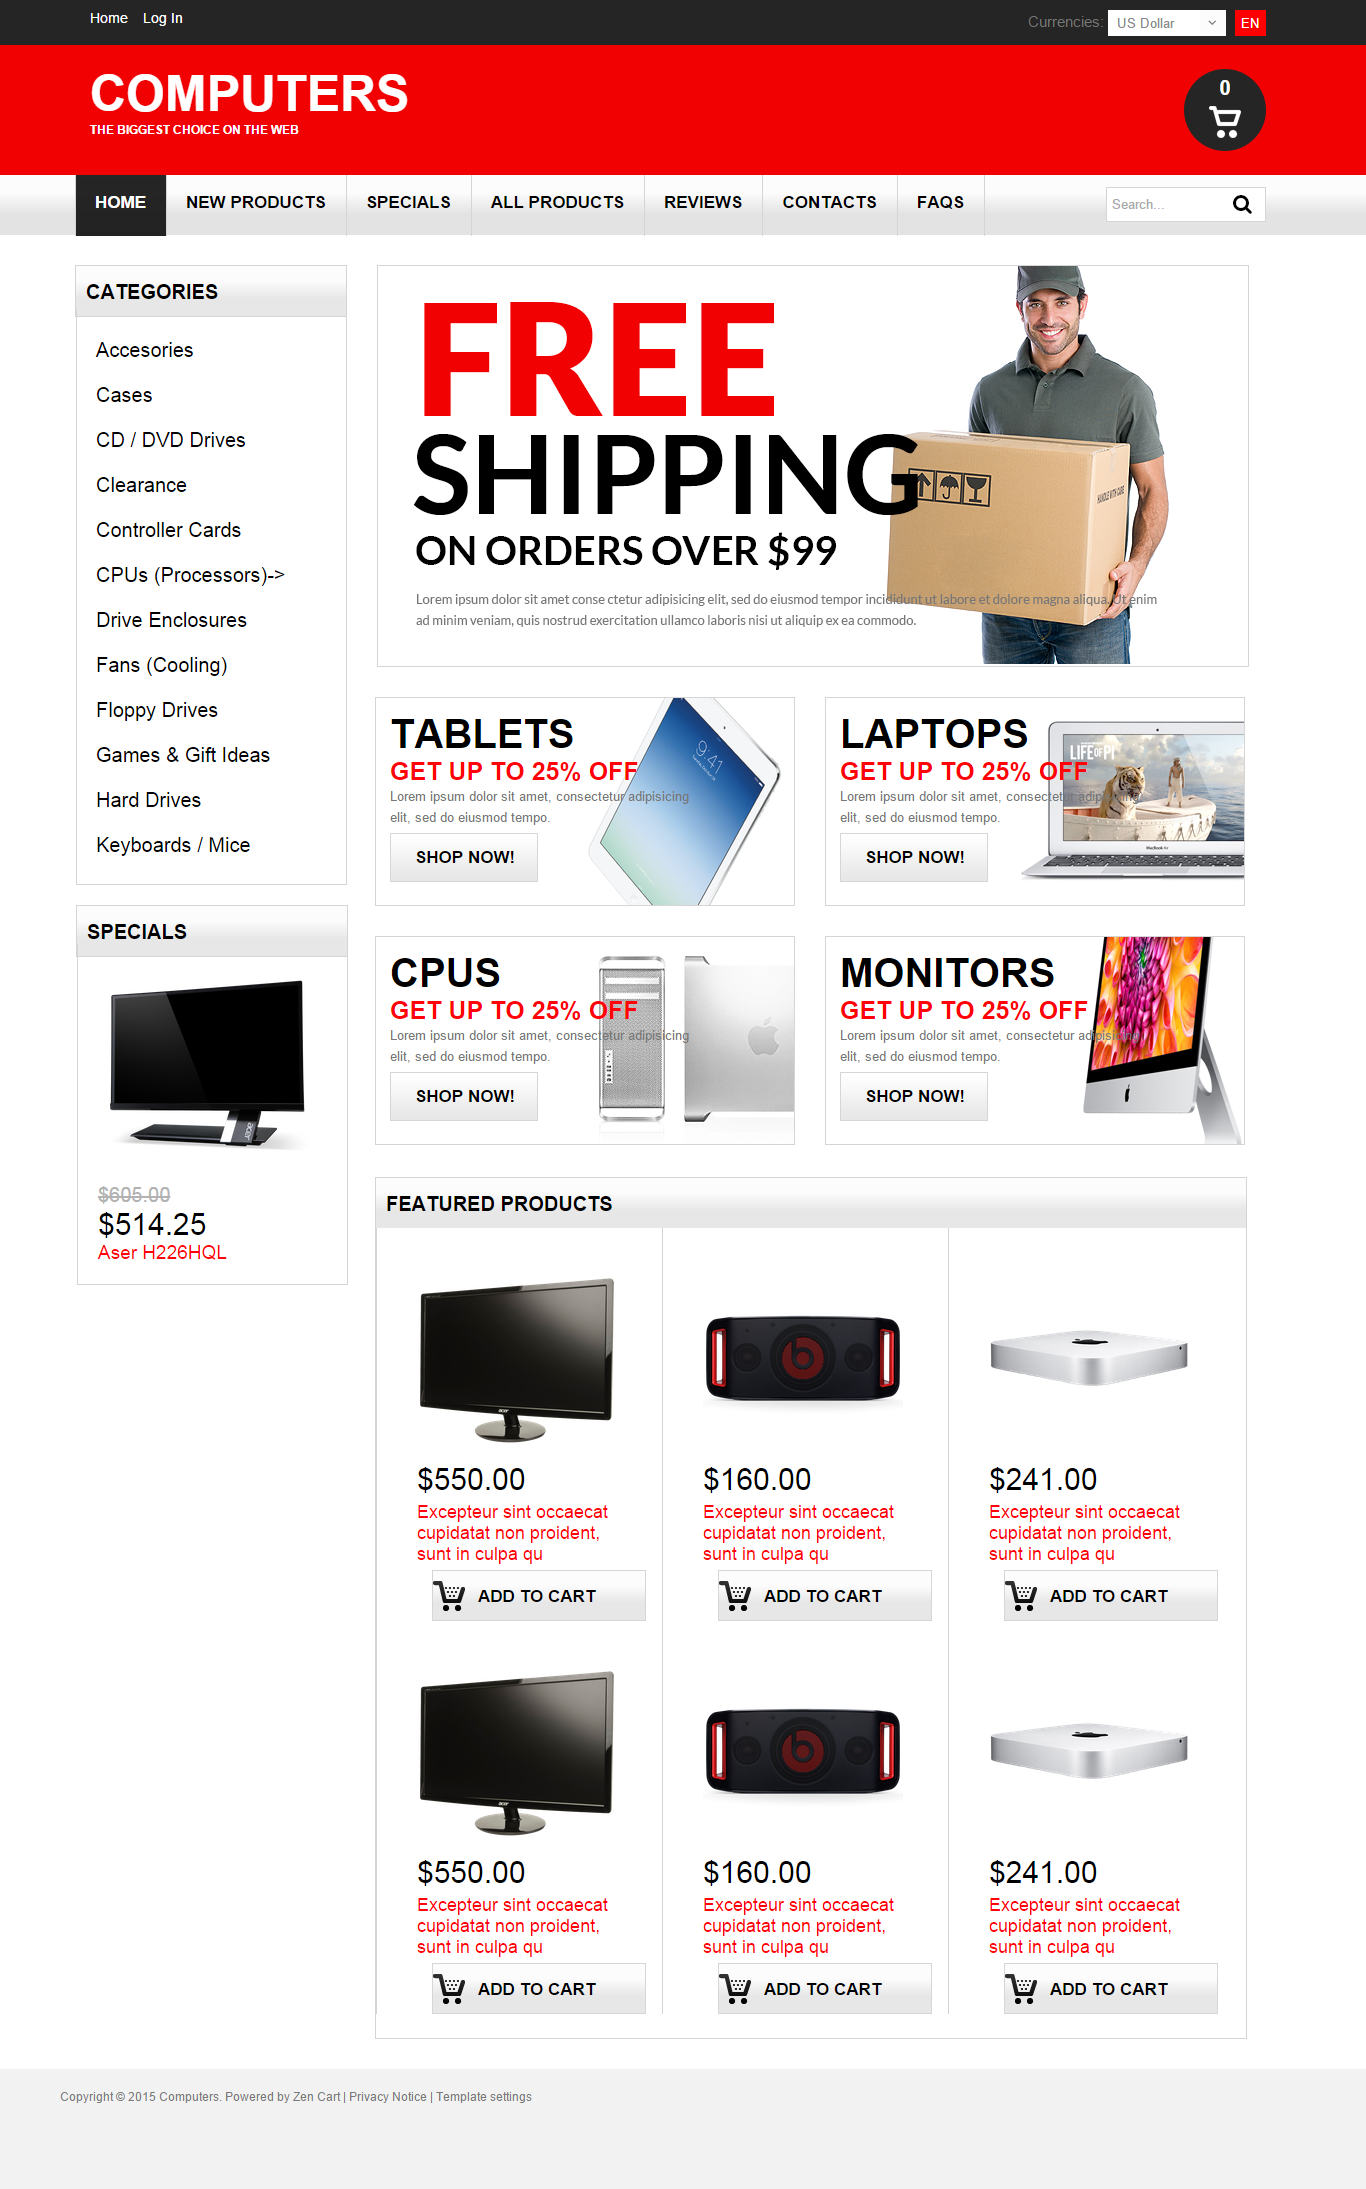 Home Log In
Currencies: US Dollar EN
COMPUTERS
THE BIGGEST CHOICE ON THE WEB
0
HOME NEW PRODUCTS SPECIALS ALL PRODUCTS REVIEWS CONTACTS FAQS
Search...
CATEGORIES
Accesories
Cases
CD / DVD Drives
Clearance
Controller Cards
CPUs (Processors)->
Drive Enclosures
Fans (Cooling)
Floppy Drives
Games & Gift Ideas
Hard Drives
Keyboards / Mice
SPECIALS
acer
$605.00
$514.25
Aser H226HQL
FREE
SHIPPING
ON ORDERS OVER $99
Lorem ipsum dolor sit amet conse ctetur adipisicing elit, sed do eiusmod tempor incididunt ut labore et dolore magna aliqua. Ut enim
ad minim veniam, quis nostrud exercitation ullamco laboris nisi ut aliquip ex ea commodo.
HANDLE WITH CARE
TABLETS
GET UP TO 25% OFF
Lorem ipsum dolor sit amet, consectetur adipisicing
elit, sed do eiusmod tempo.
SHOP NOW!
9:41
LAPTOPS
GET UP TO 25% OFF
Lorem ipsum dolor sit amet, consectetur adipisicing
elit, sed do eiusmod tempo.
SHOP NOW!
LIFE OF PI
MacBook Air
CPUS
GET UP TO 25% OFF
Lorem ipsum dolor sit amet, consectetur adipisicing
elit, sed do eiusmod tempo.
SHOP NOW!
MONITORS
GET UP TO 25% OFF
Lorem ipsum dolor sit amet, consectetur adipisicing
elit, sed do eiusmod tempo.
SHOP NOW!
FEATURED PRODUCTS
acer
$550.00
Excepteur sint occaecat
cupidatat non proident,
sunt in culpa qu
ADD TO CART
$160.00
Excepteur sint occaecat
cupidatat non proident,
sunt in culpa qu
ADD TO CART
$241.00
Excepteur sint occaecat
cupidatat non proident,
sunt in culpa qu
ADD TO CART
acer
$550.00
Excepteur sint occaecat
cupidatat non proident,
sunt in culpa qu
ADD TO CART
$160.00
Excepteur sint occaecat
cupidatat non proident,
sunt in culpa qu
ADD TO CART
$241.00
Excepteur sint occaecat
cupidatat non proident,
sunt in culpa qu
ADD TO CART
Copyright © 2015 Computers. Powered by Zen Cart | Privacy Notice | Template settings